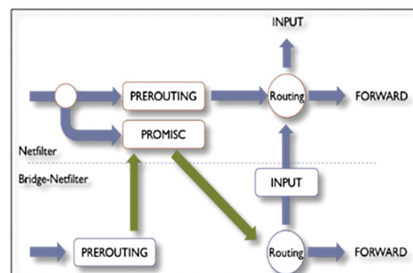 INPUT
PREROUTING
Routing
FORWARD
PROMISC
Netfilter
Bridge-Netfilter
INPUT
PREROUTING
Routing
FORWARD